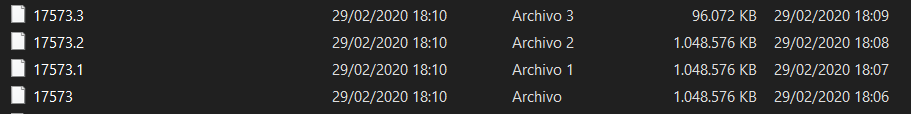 17573.3 29/02/2020 18:10 Archivo 3 96.072 KB 29/02/2020 18:09
17573.2 29/02/2020 18:10 Archivo 2 1.048.576 KB 29/02/2020 18:08
17573.1 29/02/2020 18:10 Archivo 1 1.048.576 KB 29/02/2020 18:07
17573 29/02/2020 18:10 Archivo 1.048.576 KB 29/02/2020 18:06